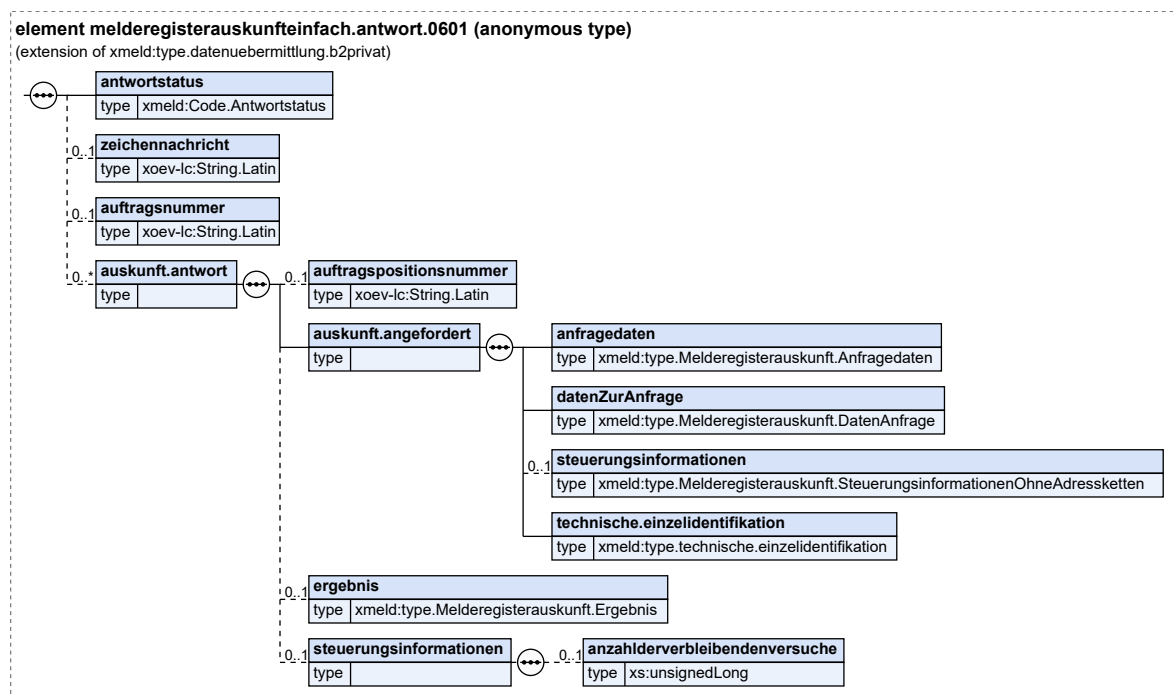 element melderegisterauskunfteinfach.antwort.0601 (anonymous type)
(extension of xmeld:type.datenuebermittlung.b2privat)
antwortstatus
type xmeld:Code.Antwortstatus
0..1 zeichennachricht
type xoev-lc:String.Latin
0..1 auftragsnummer
type xoev-lc:String.Latin
0..* auskunft.antwort
type
0..1 auftragspositionsnummer
type xoev-lc:String.Latin
auskunft.angefordert
type
anfragedaten
type xmeld:type.Melderegisterauskunft.Anfragedaten
datenZurAnfrage
type xmeld:type.Melderegisterauskunft.DatenAnfrage
0..1 steuerungsinformationen
type xmeld:type.Melderegisterauskunft.SteuerungsinformationenOhneAdressketten
technische.einzelidentifikation
type xmeld:type.technische.einzelidentifikation
0..1 ergebnis
type xmeld:type.Melderegisterauskunft.Ergebnis
0..1 steuerungsinformationen
type
0..1 anzahlderverbleibendenversuche
type xs:unsignedLong